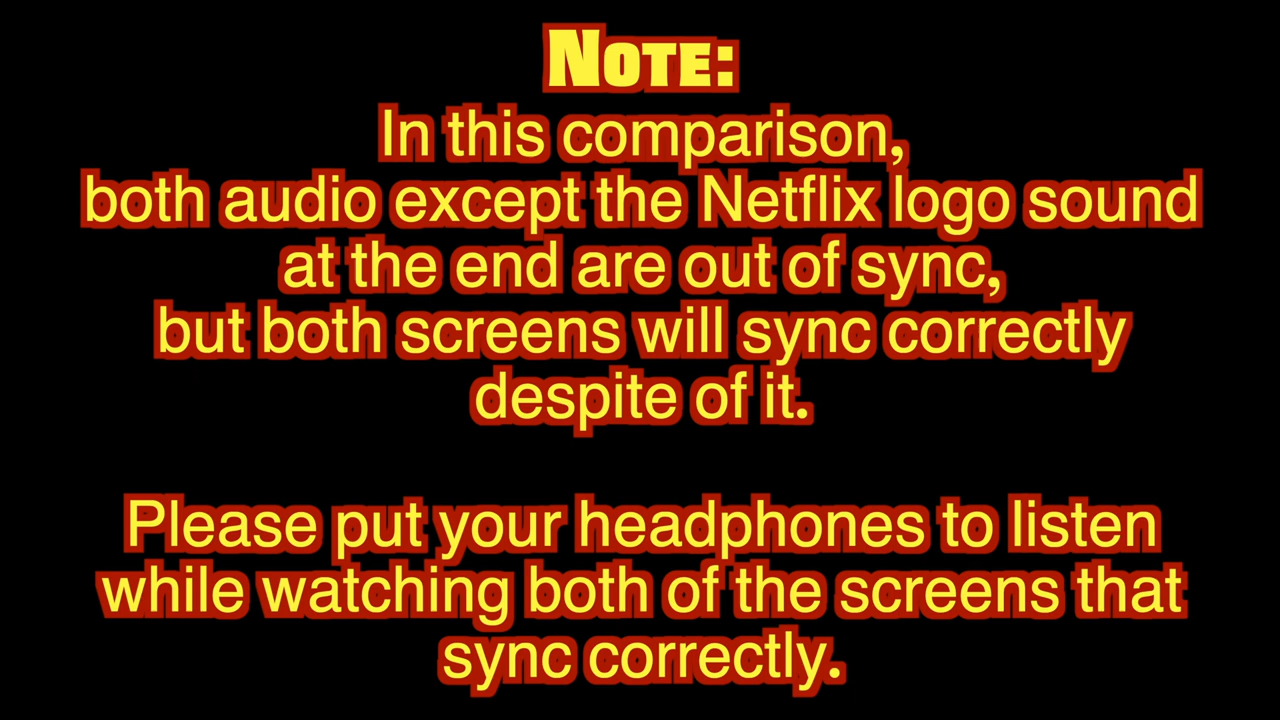 NOTE:
In this comparison,
both audio except the Netflix logo sound
at the end are out of sync,
but both screens will sync correctly
despite of it.
Please put your headphones to listen
while watching both of the screens that
sync correctly.